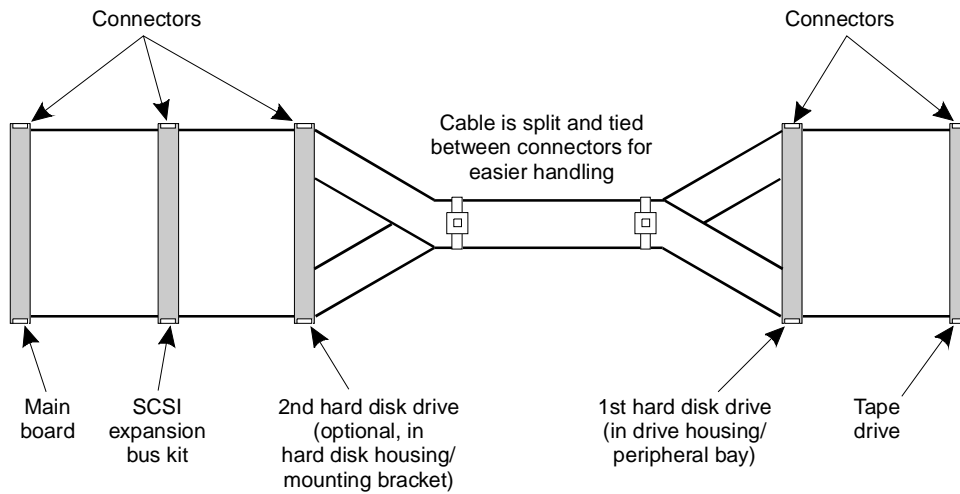 Connectors
Connectors
Cable is split and tied
between connectors for
easier handling
Main
board
SCSI
expansion
bus kit
2nd hard disk drive
(optional, in
hard disk housing/
mounting bracket)
1st hard disk drive
(in drive housing/
peripheral bay)
Tape
drive